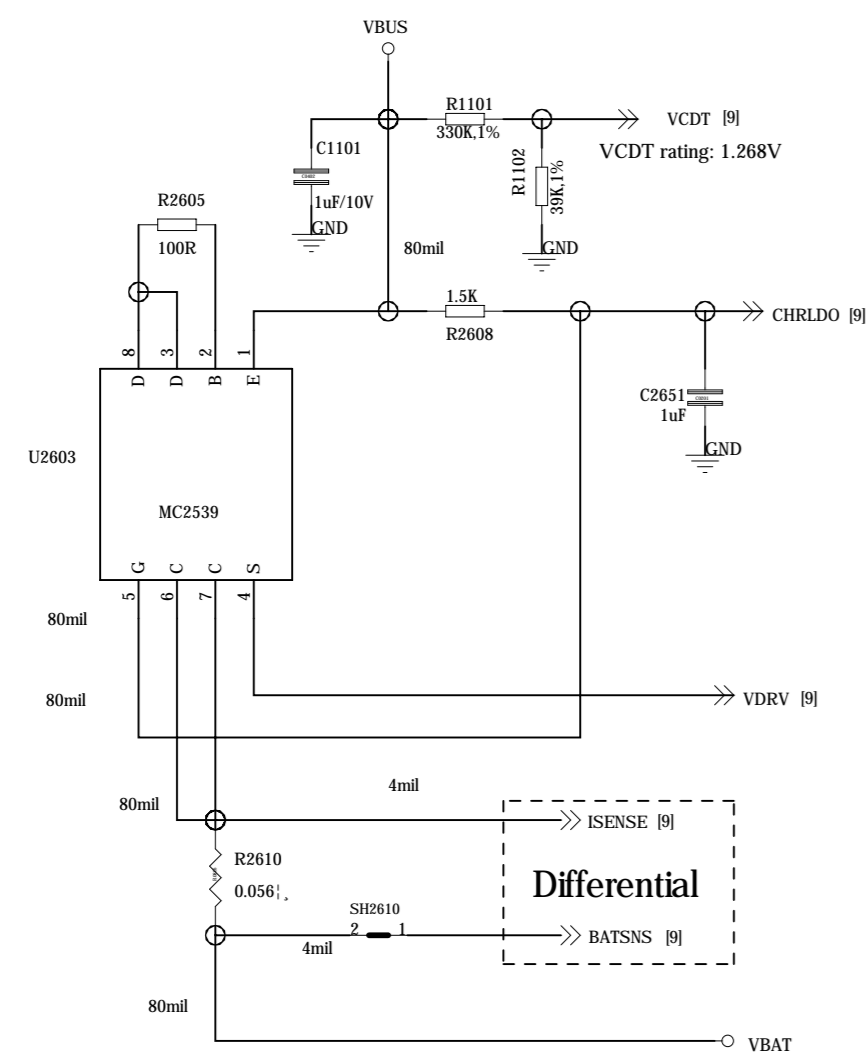 VBUS
R1101
330K,1%
VCDT [9]
VCDT rating: 1.268V
C1101
1uF/10V
GND
R1102
39K,1%
GND
R2605
100R
80mil
1.5K
R2608
CHRLDO [9]
8 3 2 1
D D B E
C2651
1uF
GND
U2603
MC2539
G C C S
5 6 7 4
80mil
80mil
VDRV [9]
80mil
4mil
ISENSE [9]
R2610
0.056¦¸
Differential
SH2610
2 1
4mil
BATSNS [9]
80mil
VBAT